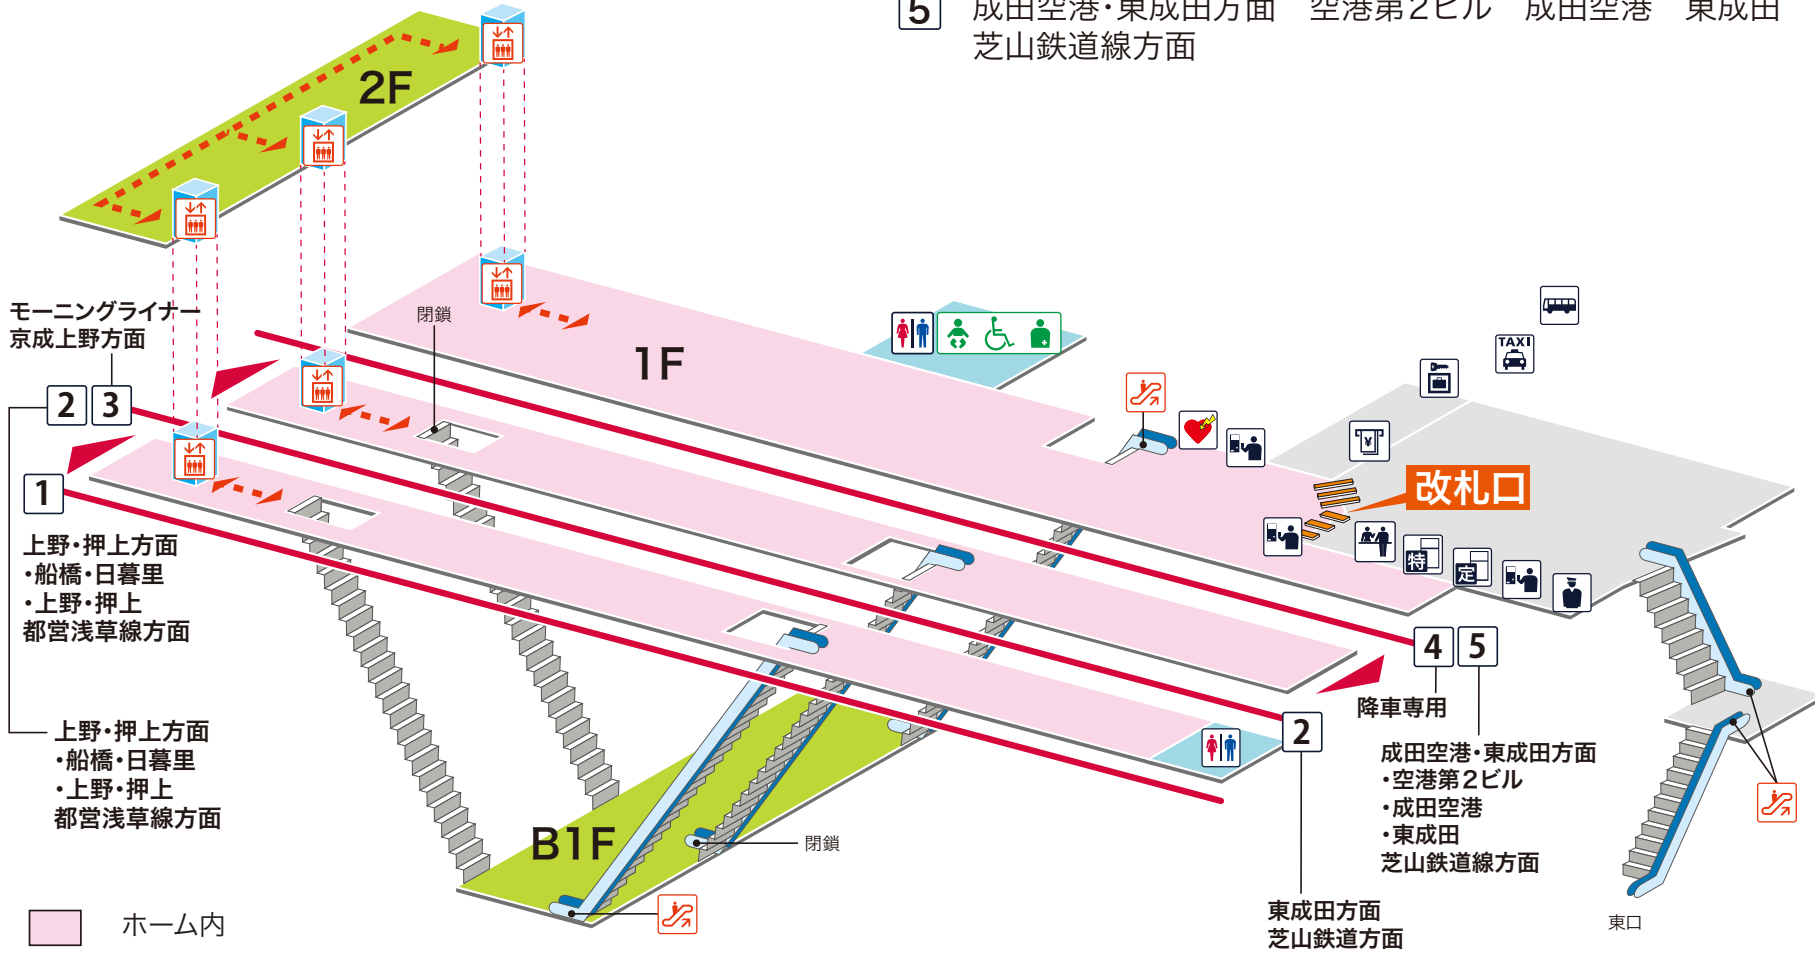 5 成田空港・東成田方面 空港第2ビル 成田空港 東成田
芝山鉄道線方面
2F
モーニングライナー
京成上野方面
閉鎖
1F
2 3
TAXI
¥
改札口
1
特
定
上野・押上方面
・船橋・日暮里
・上野・押上
都営浅草線方面
4 5
降車専用
2
上野・押上方面
・船橋・日暮里
・上野・押上
都営浅草線方面
成田空港・東成田方面
・空港第2ビル
・成田空港
・東成田
芝山鉄道線方面
B1F
閉鎖
東成田方面
芝山鉄道方面
東口
ホーム内